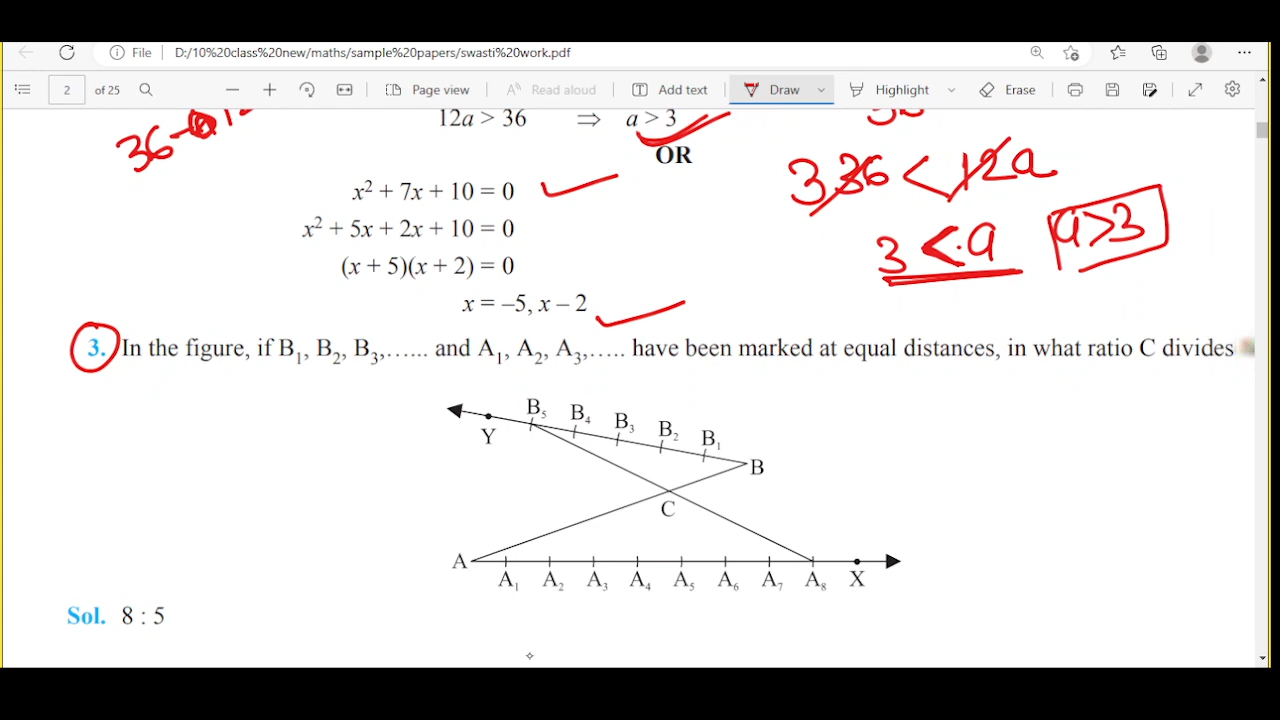 File D:/10%20class%20new/maths/sample%20papers/swasti%20work.pdf
2 of 25 Page view Read aloud Add text Draw Highlight Erase
12a > 36 ⇒ a > 3
OR
36
x² + 7x + 10 = 0
3 36 < 12a
x² + 5x + 2x + 10 = 0
3 < a a>3
(x + 5)(x + 2) = 0
x = –5, x – 2
3. In the figure, if B₁, B₂, B₃,…… and A₁, A₂, A₃,….. have been marked at equal distances, in what ratio C divides
B₅ B₄ B₃ B₂ B₁
Y
B
C
A
A₁ A₂ A₃ A₄ A₅ A₆ A₇ A₈ X
Sol. 8 : 5